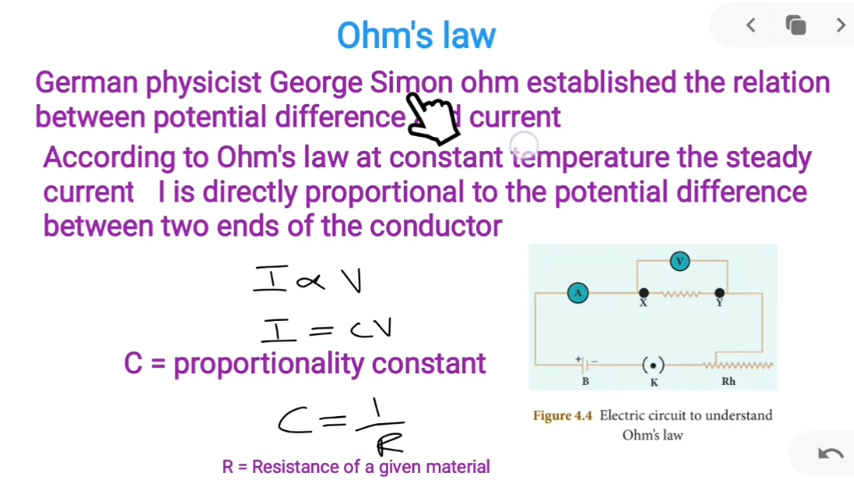 Ohm's law
German physicist George Simon ohm established the relation
between potential difference and current
According to Ohm's law at constant temperature the steady
current I is directly proportional to the potential difference
between two ends of the conductor
I ∝ V
I = CV
C = proportionality constant
C = 1/R
R = Resistance of a given material
V
A
X Y
+ −
B K Rh
Figure 4.4 Electric circuit to understand
Ohm's law